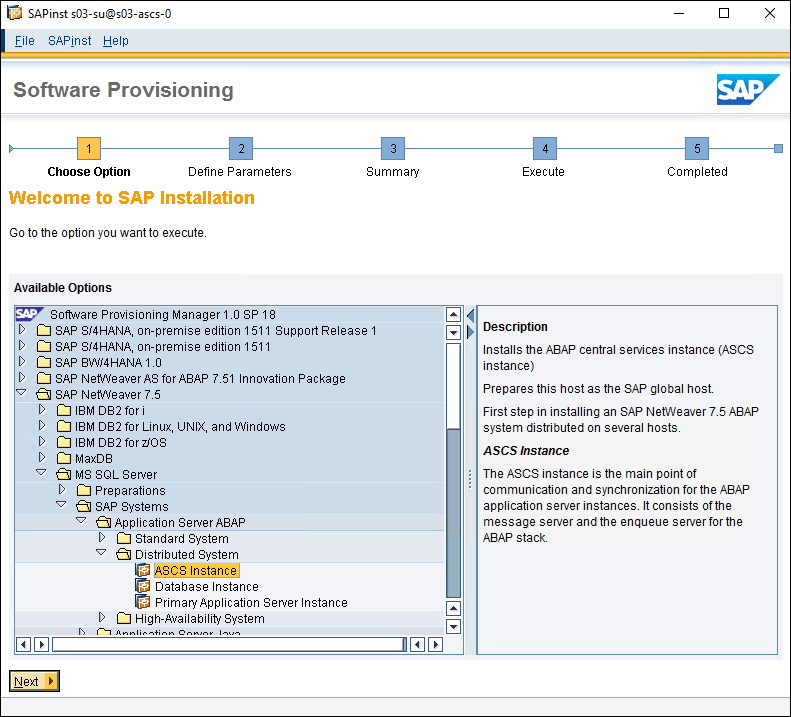 SAPinst s03-su@s03-ascs-0
File SAPinst Help
Software Provisioning
SAP
1 2 3 4 5
Choose Option Define Parameters Summary Execute Completed
Welcome to SAP Installation
Go to the option you want to execute.
Available Options
SAP Software Provisioning Manager 1.0 SP 18
SAP S/4HANA, on-premise edition 1511 Support Release 1
SAP S/4HANA, on-premise edition 1511
SAP BW/4HANA 1.0
SAP NetWeaver AS for ABAP 7.51 Innovation Package
SAP NetWeaver 7.5
IBM DB2 for i
IBM DB2 for Linux, UNIX, and Windows
IBM DB2 for z/OS
MaxDB
MS SQL Server
Preparations
SAP Systems
Application Server ABAP
Standard System
Distributed System
ASCS Instance
Database Instance
Primary Application Server Instance
High-Availability System
Application Server Java
Description
Installs the ABAP central services instance (ASCS
instance)
Prepares this host as the SAP global host.
First step in installing an SAP NetWeaver 7.5 ABAP
system distributed on several hosts.
ASCS Instance
The ASCS instance is the main point of
communication and synchronization for the ABAP
application server instances. It consists of the
message server and the enqueue server for the
ABAP stack.
Next